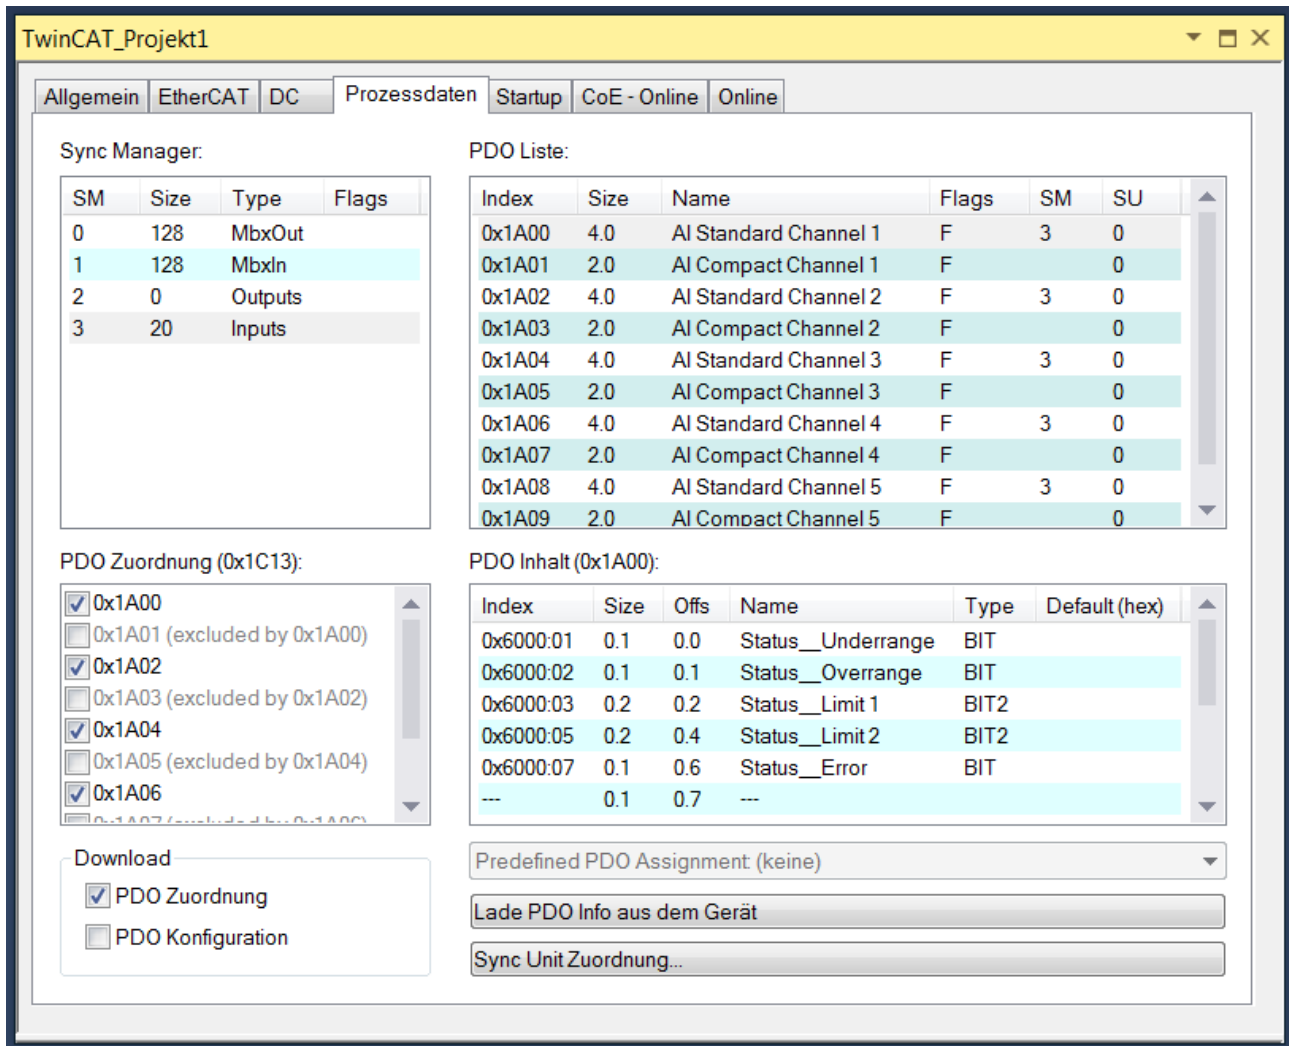 TwinCAT_Projekt1
Allgemein EtherCAT DC Prozessdaten Startup CoE - Online Online
Sync Manager:
SM Size Type Flags
0 128 MbxOut
1 128 MbxIn
2 0 Outputs
3 20 Inputs
PDO Liste:
Index Size Name Flags SM SU
0x1A00 4.0 AI Standard Channel 1 F 3 0
0x1A01 2.0 AI Compact Channel 1 F 0
0x1A02 4.0 AI Standard Channel 2 F 3 0
0x1A03 2.0 AI Compact Channel 2 F 0
0x1A04 4.0 AI Standard Channel 3 F 3 0
0x1A05 2.0 AI Compact Channel 3 F 0
0x1A06 4.0 AI Standard Channel 4 F 3 0
0x1A07 2.0 AI Compact Channel 4 F 0
0x1A08 4.0 AI Standard Channel 5 F 3 0
0x1A09 2.0 AI Compact Channel 5 F 0
PDO Zuordnung (0x1C13):
0x1A00
0x1A01 (excluded by 0x1A00)
0x1A02
0x1A03 (excluded by 0x1A02)
0x1A04
0x1A05 (excluded by 0x1A04)
0x1A06
0x1A07 (excluded by 0x1A06)
PDO Inhalt (0x1A00):
Index Size Offs Name Type Default (hex)
0x6000:01 0.1 0.0 Status__Underrange BIT
0x6000:02 0.1 0.1 Status__Overrange BIT
0x6000:03 0.2 0.2 Status__Limit 1 BIT2
0x6000:05 0.2 0.4 Status__Limit 2 BIT2
0x6000:07 0.1 0.6 Status__Error BIT
--- 0.1 0.7 ---
Download
PDO Zuordnung
PDO Konfiguration
Predefined PDO Assignment: (keine)
Lade PDO Info aus dem Gerät
Sync Unit Zuordnung...